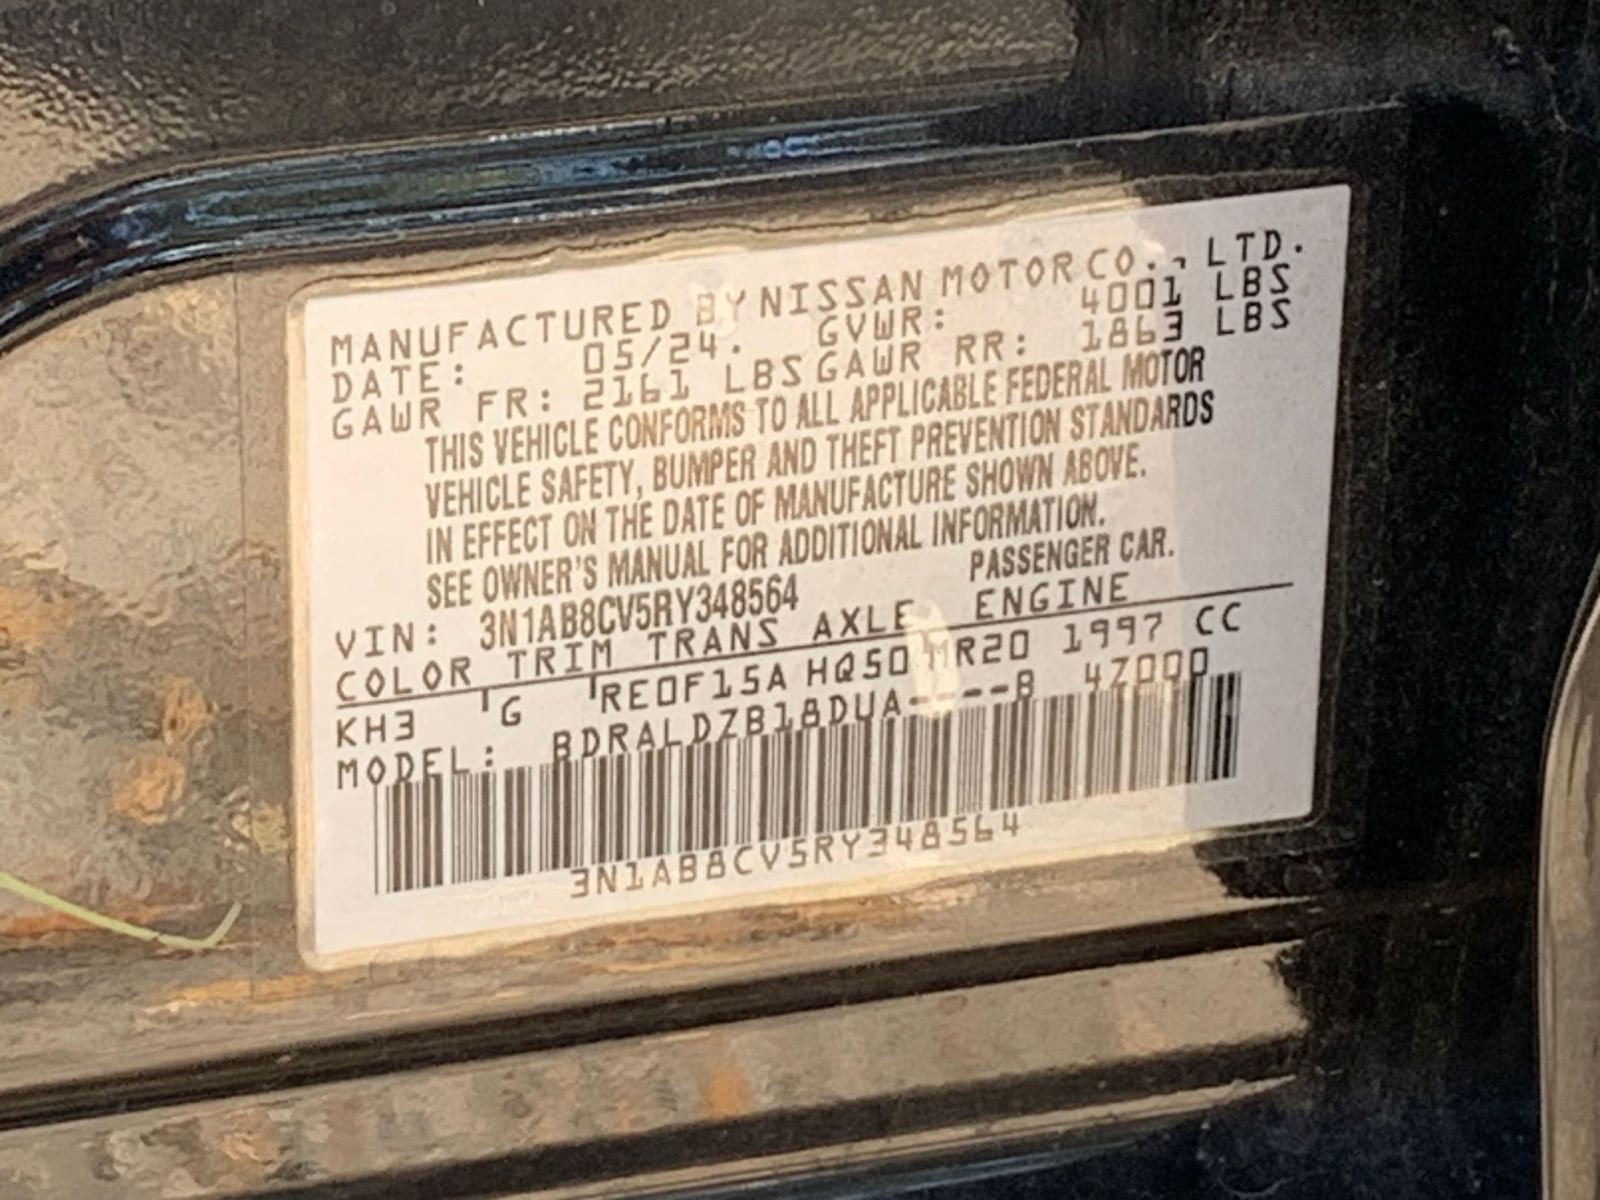 MANUFACTURED BY NISSAN MOTOR CO., LTD.
DATE: 05/24. GVWR: 4001 LBS
GAWR FR: 2161 LBS GAWR RR: 1863 LBS
THIS VEHICLE CONFORMS TO ALL APPLICABLE FEDERAL MOTOR
VEHICLE SAFETY, BUMPER AND THEFT PREVENTION STANDARDS
IN EFFECT ON THE DATE OF MANUFACTURE SHOWN ABOVE.
SEE OWNER'S MANUAL FOR ADDITIONAL INFORMATION.
VIN: 3N1AB8CV5RY348564 PASSENGER CAR.
COLOR TRIM TRANS AXLE ENGINE
KH3 G RE0F15A HQ50 MR20 1997 CC
MODEL: BDRALDZB18DUA----B 47000
3N1AB8CV5RY348564